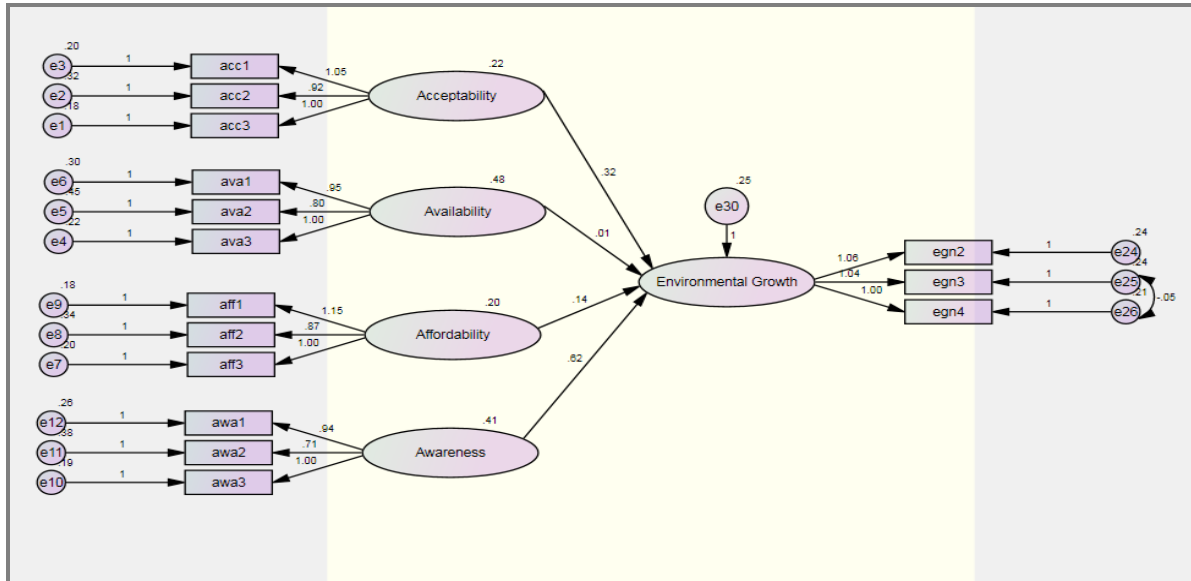 .20
e3 1 acc1
.32 1.05 .22
e2 1 acc2 .92 Acceptability
.18 1.00
e1 1 acc3
.32
.30
e6 1 ava1
.45 .95 .48
e5 1 ava2 .80 Availability
.22 1.00
e4 1 ava3
.01
.25
e30
1
.24
egn2 1 e24
1.06 .24
Environmental Growth 1.04 egn3 1 e25
1.00 .21 -.05
egn4 1 e26
.18
e9 1 aff1
.34 1.15 .20 .14
e8 1 aff2 .87 Affordability
.20 1.00
e7 1 aff3
.62
.26
e12 1 awa1
.38 .94 .41
e11 1 awa2 .71 Awareness
.19 1.00
e10 1 awa3